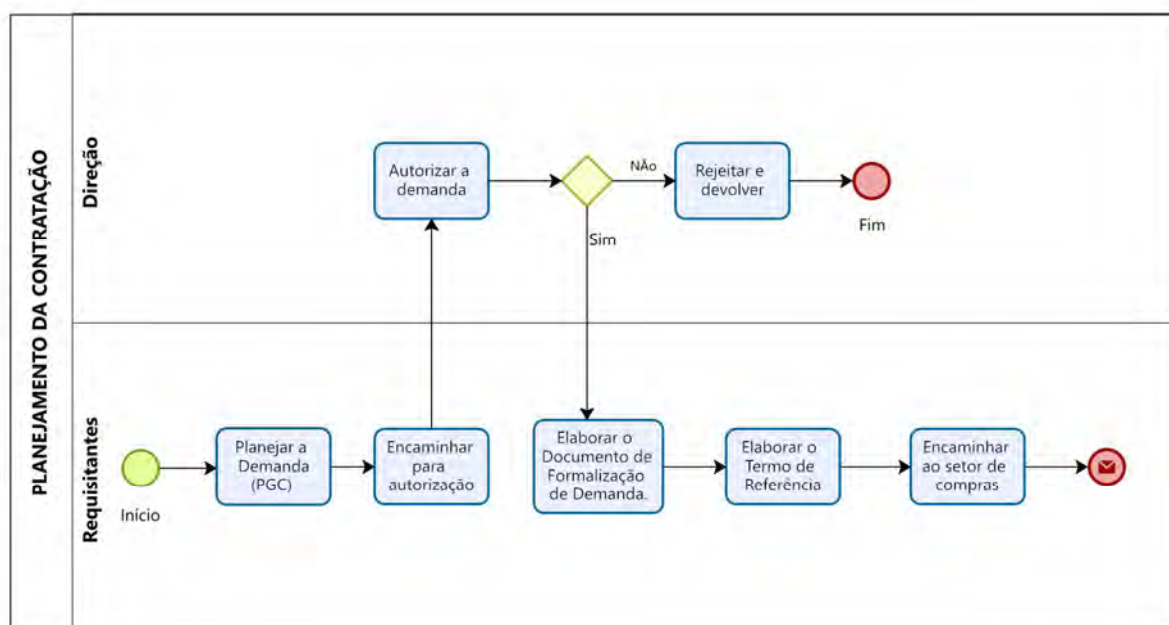 PLANEJAMENTO DA CONTRATAÇÃO
Direção
Autorizar a
demanda
NÃo
Sim
Rejeitar e
devolver
Fim
Requisitantes
Início
Planejar a
Demanda
(PGC)
Encaminhar
para
autorização
Elaborar o
Documento de
Formalização
de Demanda.
Elaborar o
Termo de
Referência
Encaminhar
ao setor de
compras